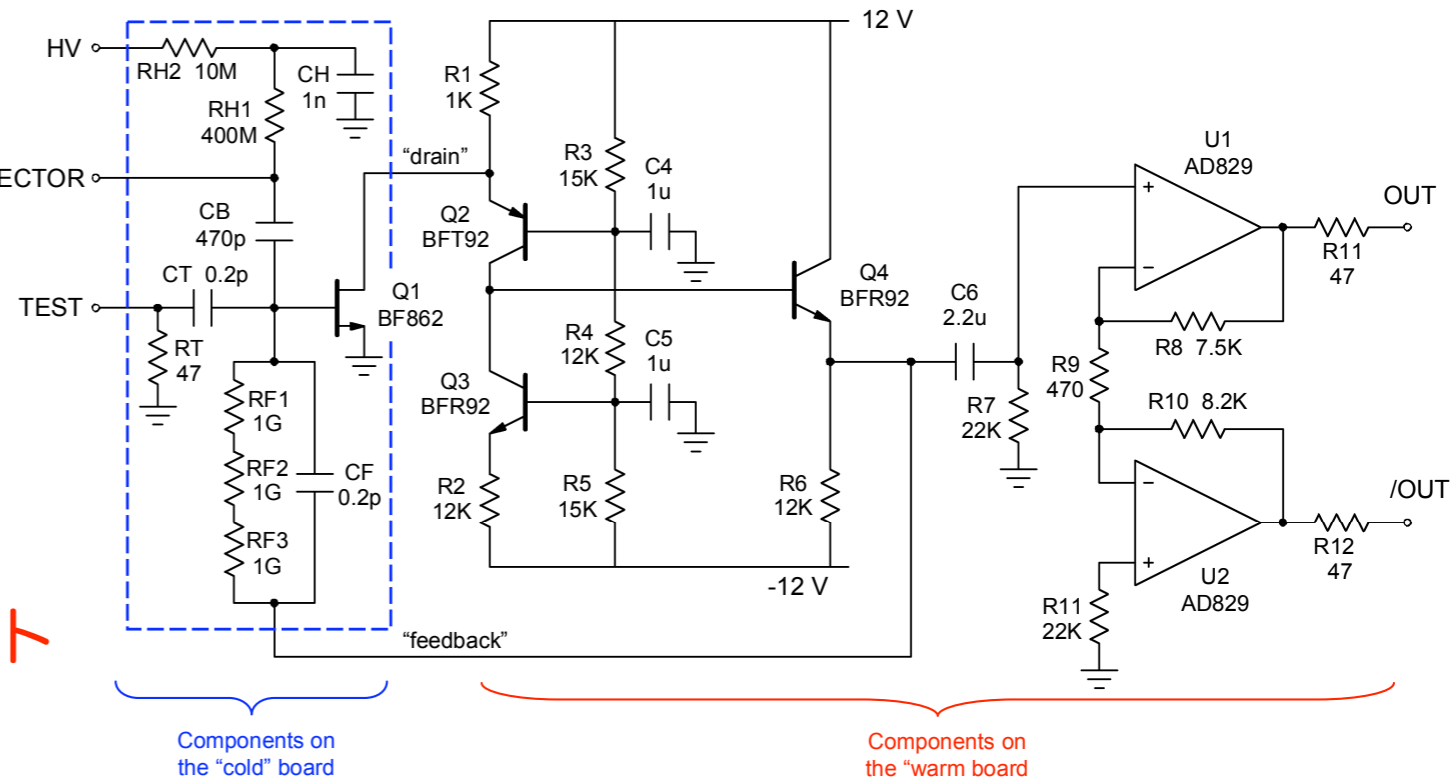 HV
RH2 10M
CH
1n
RH1
400M
ECTOR
CB
470p
CT 0.2p
TEST
RT
47
Q1
BF862
RF1
1G
RF2
1G
RF3
1G
CF
0.2p
"drain"
"feedback"
12 V
R1
1K
R3
15K
C4
1u
Q2
BFT92
Q4
BFR92
C6
2.2u
R4
12K
C5
1u
Q3
BFR92
R2
12K
R5
15K
R6
12K
-12 V
R7
22K
U1
AD829
+
−
OUT
R11
47
R8 7.5K
R9
470
R10 8.2K
−
+
U2
AD829
/OUT
R12
47
R11
22K
Components on
the "cold" board
Components on
the "warm board